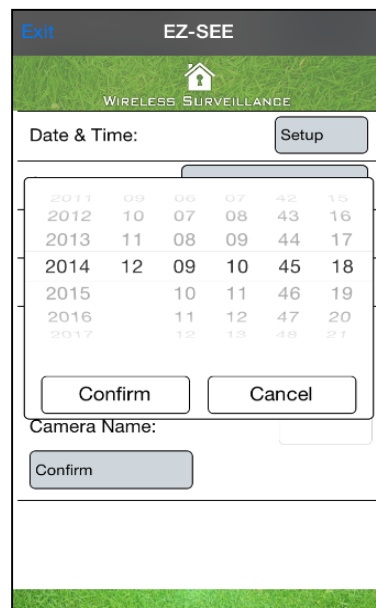 Exit EZ-SEE
WIRELESS SURVEILLANCE
Date & Time: Setup
2011 09 06 07 42 15
2012 10 07 08 43 16
2013 11 08 09 44 17
2014 12 09 10 45 18
2015 10 11 46 19
2016 11 12 47 20
2017 12 13 48 21
Confirm Cancel
Camera Name:
Confirm